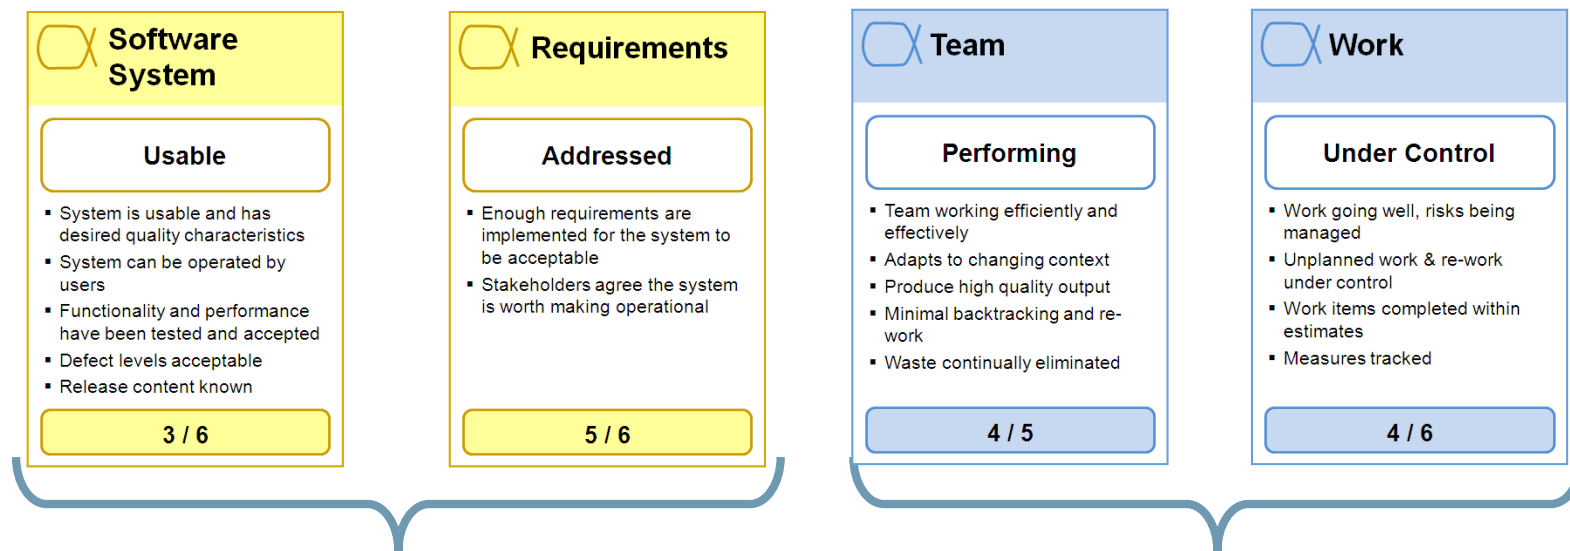 Software
System
Usable
▪ System is usable and has
desired quality characteristics
▪ System can be operated by
users
▪ Functionality and performance
have been tested and accepted
▪ Defect levels acceptable
▪ Release content known
3 / 6
Requirements
Addressed
▪ Enough requirements are
implemented for the system to
be acceptable
▪ Stakeholders agree the system
is worth making operational
5 / 6
Team
Performing
▪ Team working efficiently and
effectively
▪ Adapts to changing context
▪ Produce high quality output
▪ Minimal backtracking and re-
work
▪ Waste continually eliminated
4 / 5
Work
Under Control
▪ Work going well, risks being
managed
▪ Unplanned work & re-work
under control
▪ Work items completed within
estimates
▪ Measures tracked
4 / 6